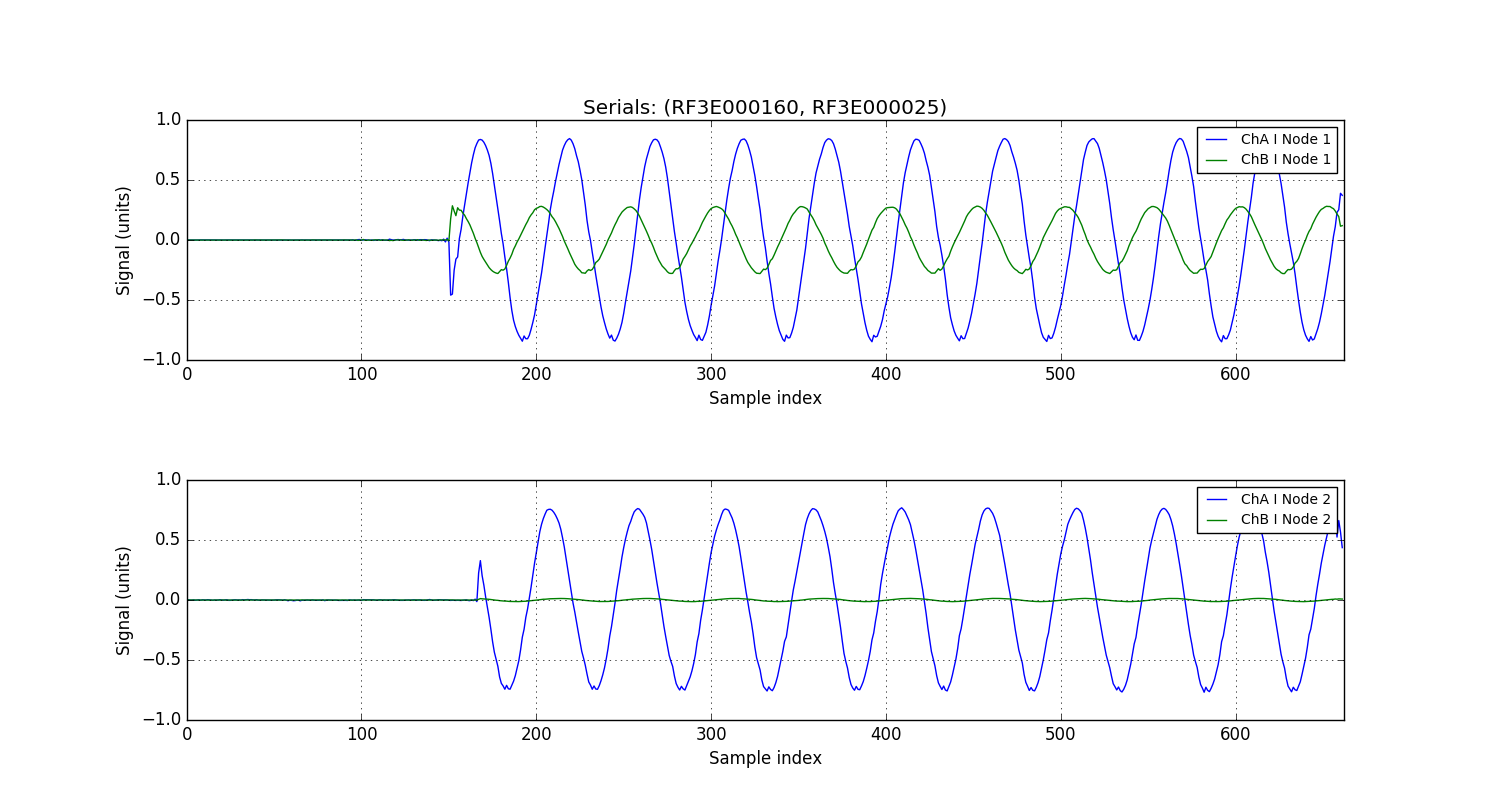 Serials: (RF3E000160, RF3E000025)
1.0
0.5
0.0
−0.5
−1.0
Signal (units)
ChA I Node 1
ChB I Node 1
0 100 200 300 400 500 600
Sample index
1.0
0.5
0.0
−0.5
−1.0
Signal (units)
ChA I Node 2
ChB I Node 2
0 100 200 300 400 500 600
Sample index